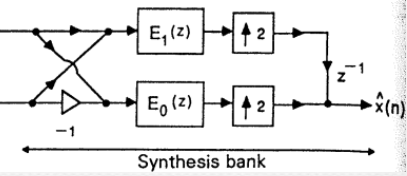 E₁(z)
↑ 2
z⁻¹
E₀(z)
↑ 2
x̂(n)
−1
Synthesis bank